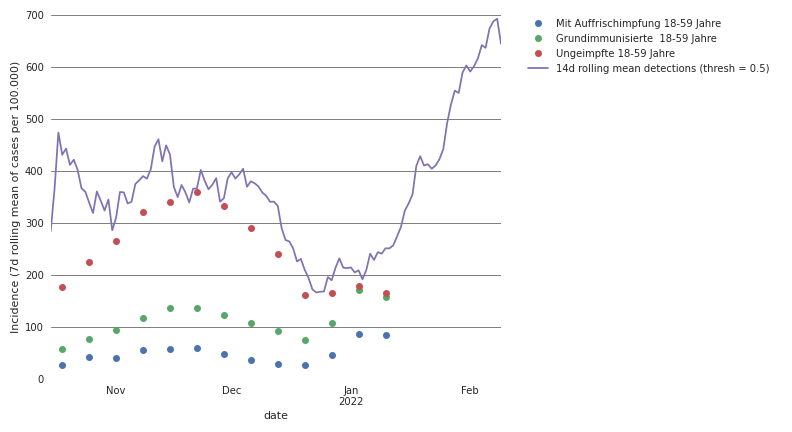 700
600
500
400
300
200
100
0
Incidence (7d rolling mean of cases per 100.000)
Nov
Dec
Jan
2022
Feb
date
Mit Auffrischimpfung 18-59 Jahre
Grundimmunisierte  18-59 Jahre
Ungeimpfte 18-59 Jahre
14d rolling mean detections (thresh = 0.5)